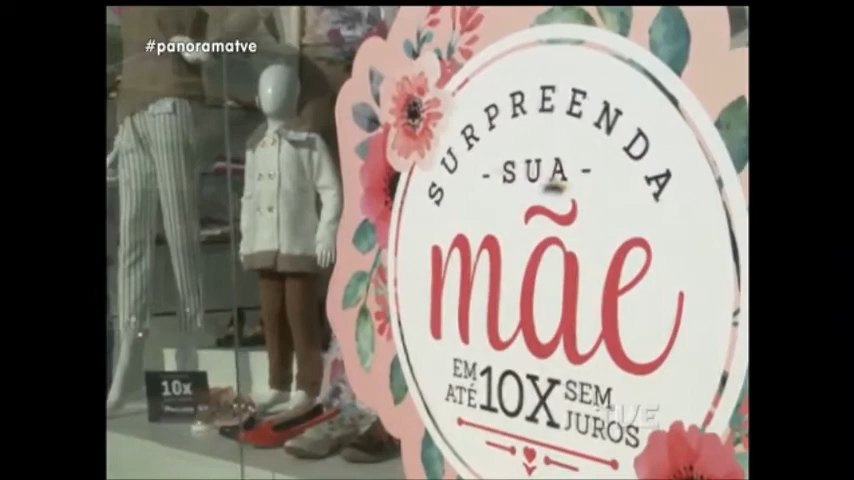 #panoramatve
SURPREENDA
- SUA -
mãe
EM ATÉ 10X SEM JUROS
TVE
10x